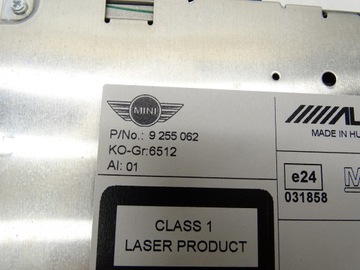 MINI
P/No.: 9 255 062
KO-Gr:6512
AI: 01
MADE IN HU
e24
031858
CLASS 1
LASER PRODUCT